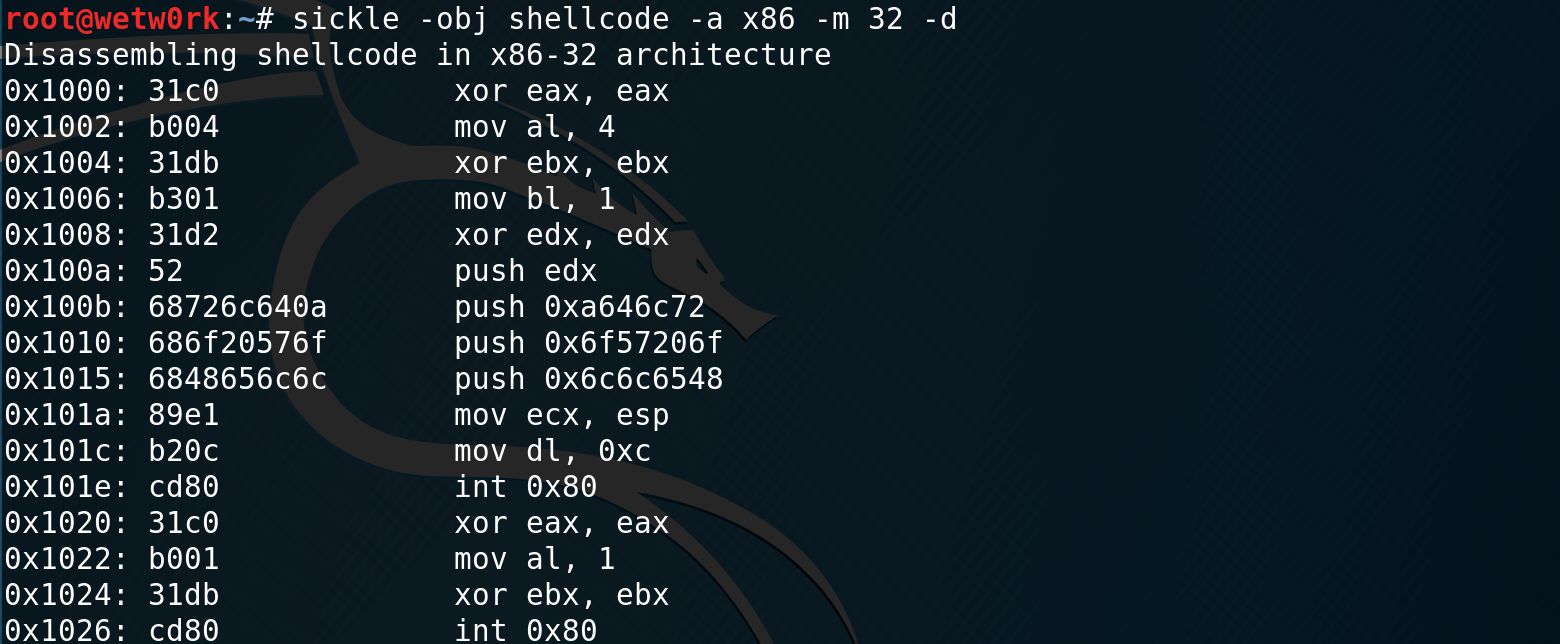 root@wetw0rk:~# sickle -obj shellcode -a x86 -m 32 -d
Disassembling shellcode in x86-32 architecture
0x1000: 31c0             xor eax, eax
0x1002: b004             mov al, 4
0x1004: 31db             xor ebx, ebx
0x1006: b301             mov bl, 1
0x1008: 31d2             xor edx, edx
0x100a: 52               push edx
0x100b: 68726c640a       push 0xa646c72
0x1010: 686f20576f       push 0x6f57206f
0x1015: 6848656c6c       push 0x6c6c6548
0x101a: 89e1             mov ecx, esp
0x101c: b20c             mov dl, 0xc
0x101e: cd80             int 0x80
0x1020: 31c0             xor eax, eax
0x1022: b001             mov al, 1
0x1024: 31db             xor ebx, ebx
0x1026: cd80             int 0x80